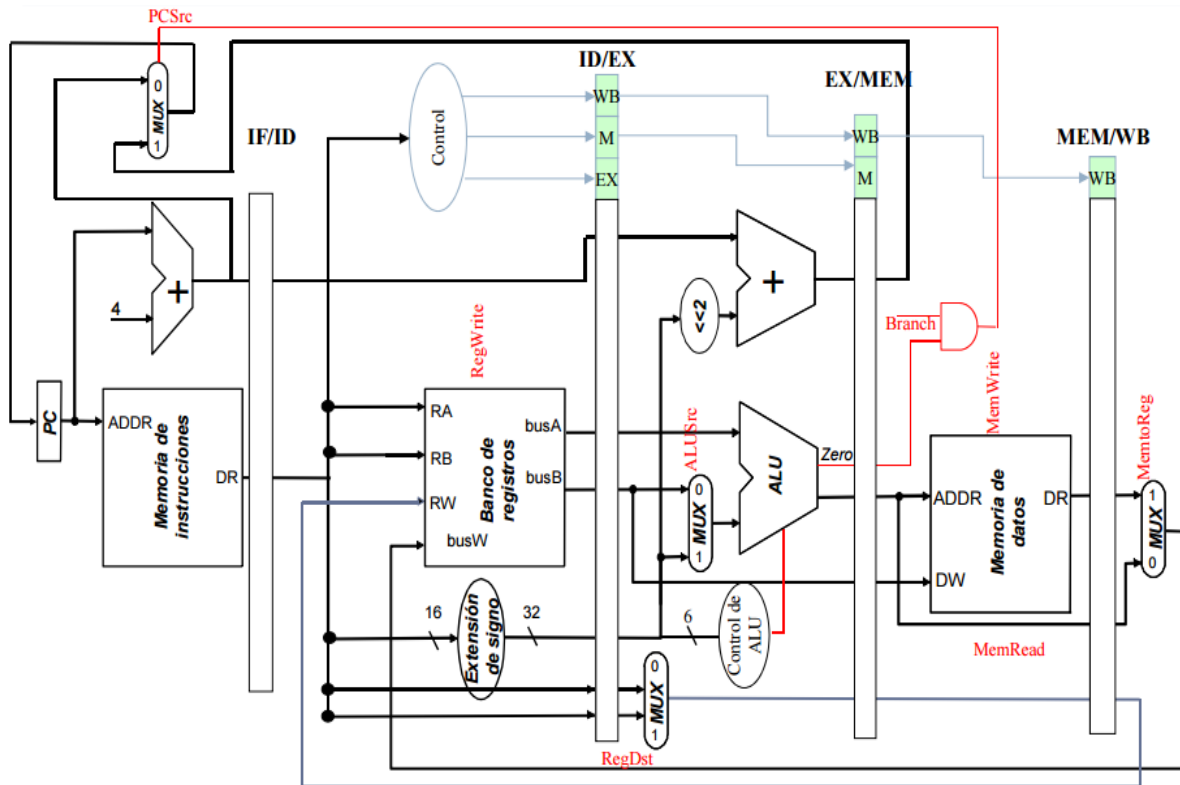 PCSrc
0
MUX
1
IF/ID
Control
ID/EX
WB
M
EX
EX/MEM
WB
M
MEM/WB
WB
+
4
+
<<2
Branch
RegWrite
PC
ADDR
Memoria de
instrucciones
DR
RA
RB
RW
busW
busA
busB
Banco de
registros
ALUSrc
0
MUX
1
ALU
Zero
MemWrite
ADDR
DR
DW
Memoria de
datos
MemtoReg
1
MUX
0
16
Extensión
de signo
32
6
Control de
ALU
MemRead
0
MUX
1
RegDst